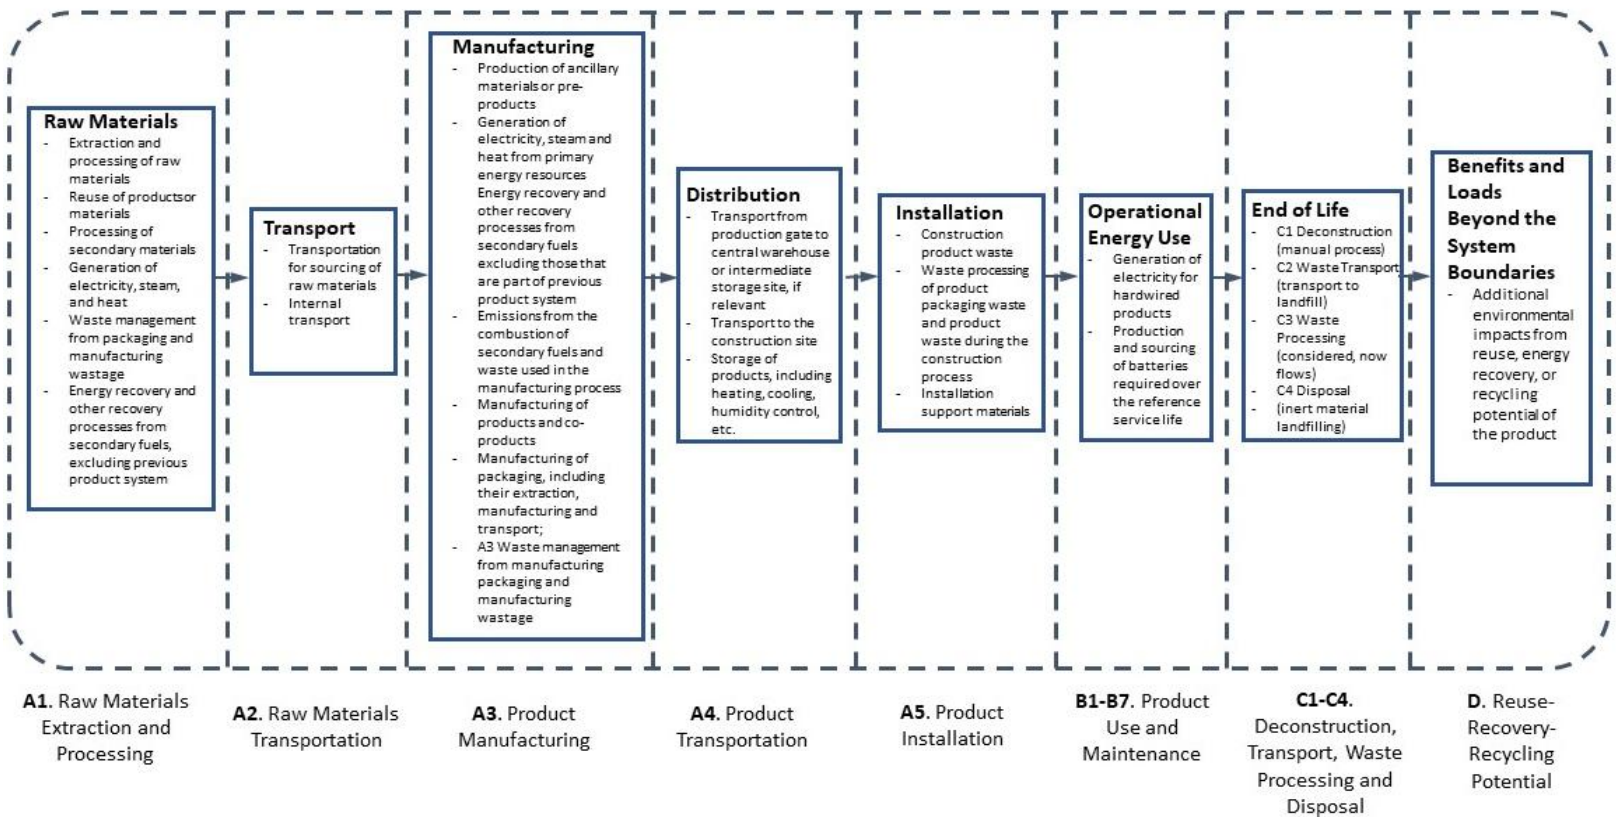 Raw Materials
- Extraction and
processing of raw
materials
- Reuse of productsor
materials
- Processing of
secondary materials
- Generation of
electricity, steam,
and heat
- Waste management
from packaging and
manufacturing
wastage
- Energy recovery and
other recovery
processes from
secondary fuels,
excluding previous
product system
Transport
- Transportation
for sourcing of
raw materials
- Internal
transport
Manufacturing
- Production of ancillary
materials or pre-
products
- Generation of
electricity, steam and
heat from primary
energy resources
Energy recovery and
other recovery
processes from
secondary fuels
excluding those that
are part of previous
product system
- Emissions from the
combustion of
secondary fuels and
waste used in the
manufacturing process
- Manufacturing of
products and co-
products
- Manufacturing of
packaging, including
their extraction,
manufacturing and
transport;
- A3 Waste management
from manufacturing
packaging and
manufacturing
wastage
Distribution
- Transport from
production gate to
central warehouse
or intermediate
storage site, if
relevant
- Transport to the
construction site
- Storage of
products, including
heating, cooling,
humidity control,
etc.
Installation
- Construction
product waste
- Waste processing
of product
packaging waste
and product
waste during the
construction
process
- Installation
support materials
Operational
Energy Use
- Generation of
electricity for
hardwired
products
- Production
and sourcing
of batteries
required over
the reference
service life
End of Life
- C1 Deconstruction
(manual process)
- C2 Waste Transport
(transport to
landfill)
- C3 Waste
Processing
(considered, now
flows)
- C4 Disposal
- (inert material
landfilling)
Benefits and
Loads
Beyond the
System
Boundaries
- Additional
environmental
impacts from
reuse, energy
recovery, or
recycling
potential of
the product
A1. Raw Materials
Extraction and
Processing
A2. Raw Materials
Transportation
A3. Product
Manufacturing
A4. Product
Transportation
A5. Product
Installation
B1-B7. Product
Use and
Maintenance
C1-C4.
Deconstruction,
Transport, Waste
Processing and
Disposal
D. Reuse-
Recovery-
Recycling
Potential